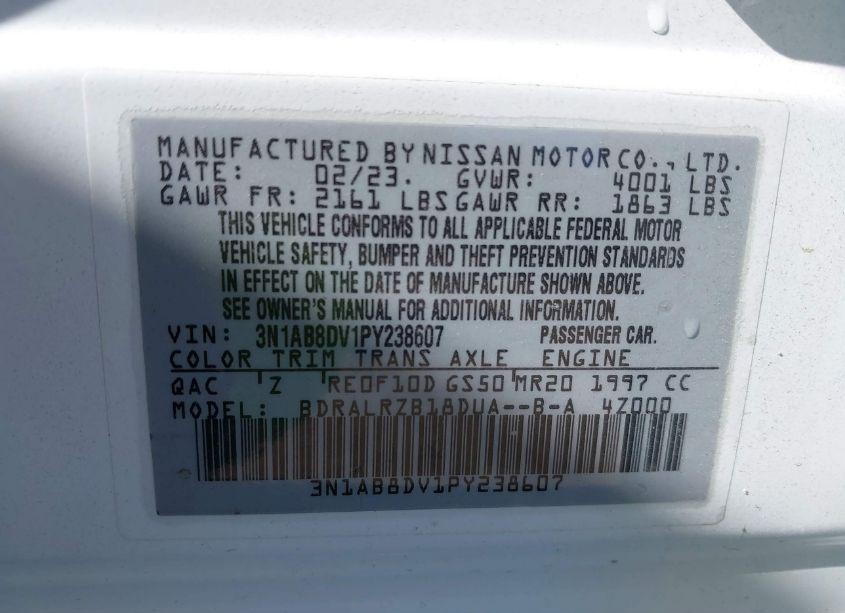 MANUFACTURED BY NISSAN MOTOR CO., LTD.
DATE: 02/23. GVWR: 4001 LBS
GAWR FR: 2161 LBS GAWR RR: 1863 LBS
THIS VEHICLE CONFORMS TO ALL APPLICABLE FEDERAL MOTOR
VEHICLE SAFETY, BUMPER AND THEFT PREVENTION STANDARDS
IN EFFECT ON THE DATE OF MANUFACTURE SHOWN ABOVE.
SEE OWNER'S MANUAL FOR ADDITIONAL INFORMATION.
VIN: 3N1AB8DV1PY238607 PASSENGER CAR.
COLOR TRIM TRANS AXLE ENGINE
QAC Z RE0F10D GS50 MR20 1997 CC
MODEL: BDRALRZB18DUA--B-A 4Z000
3N1AB8DV1PY238607